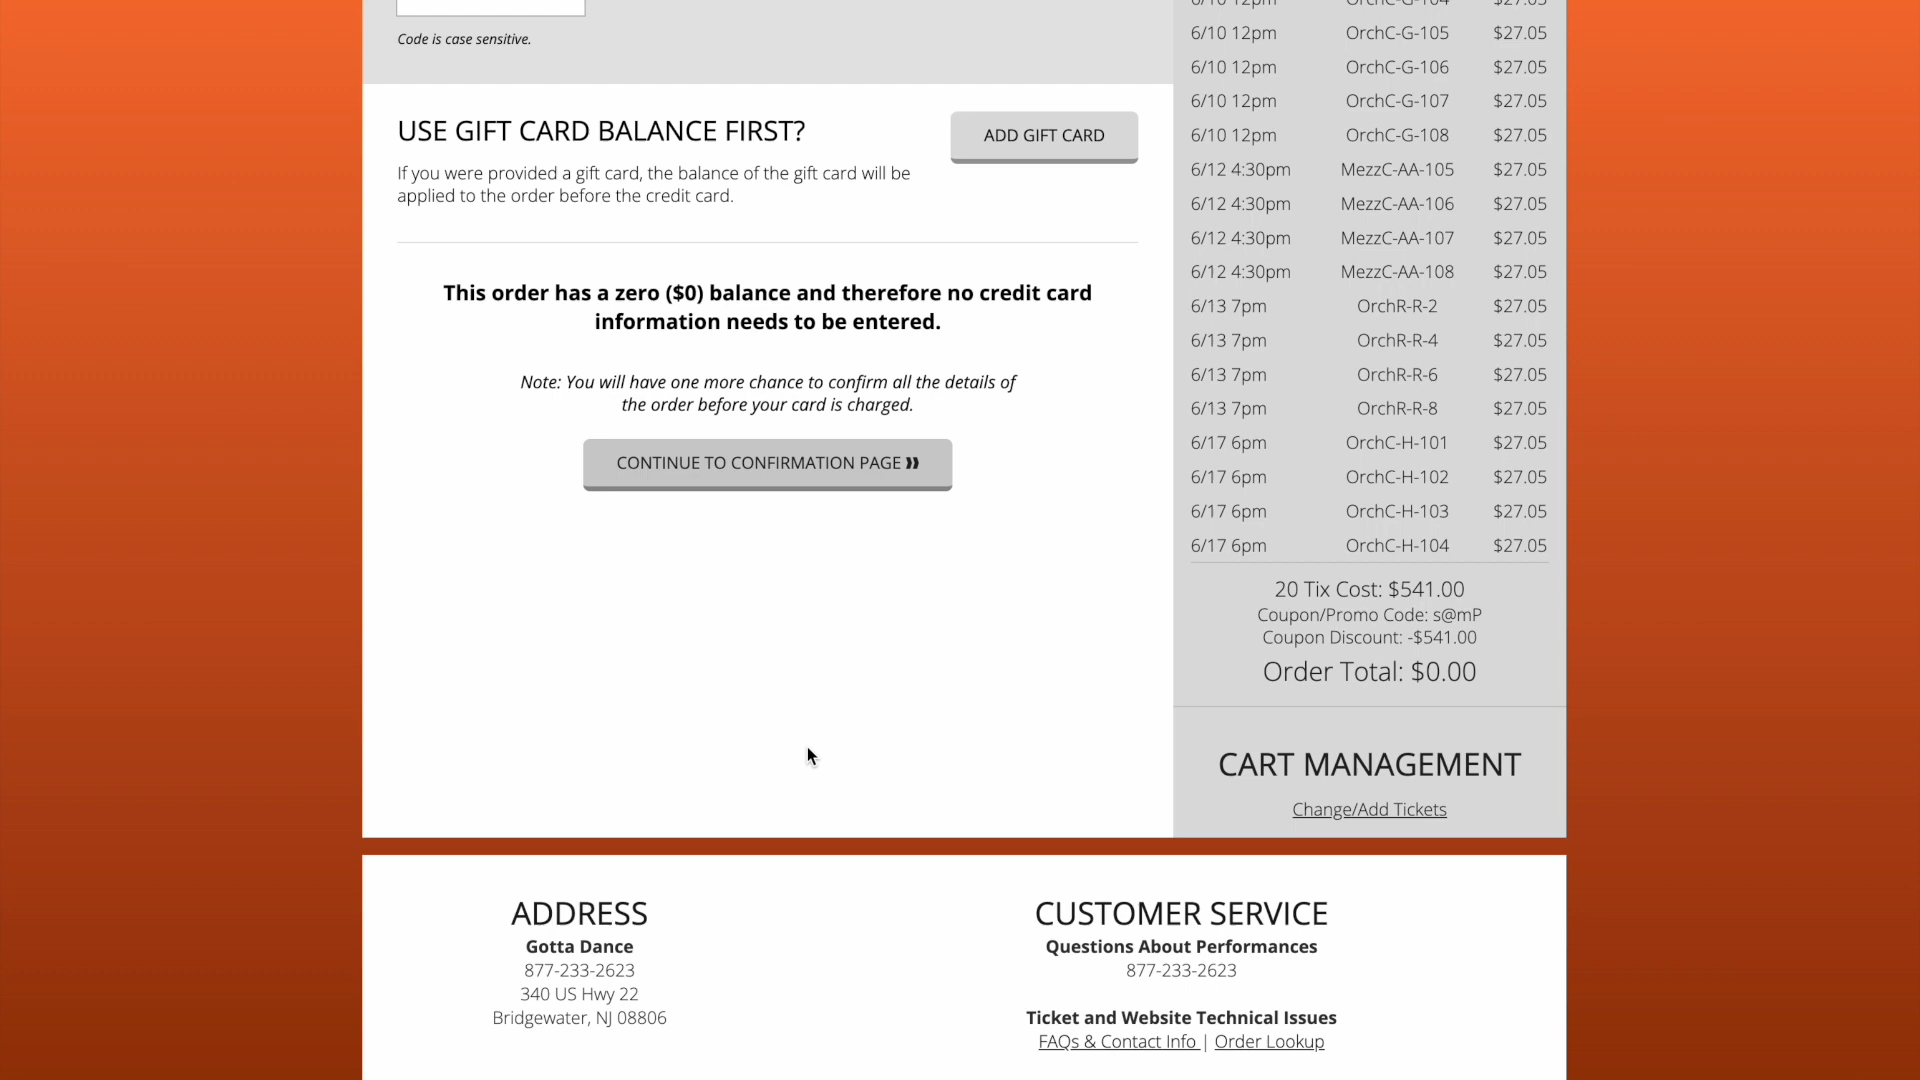 Code is case sensitive.
USE GIFT CARD BALANCE FIRST?
ADD GIFT CARD
If you were provided a gift card, the balance of the gift card will be
applied to the order before the credit card.
This order has a zero ($0) balance and therefore no credit card
information needs to be entered.
Note: You will have one more chance to confirm all the details of
the order before your card is charged.
CONTINUE TO CONFIRMATION PAGE »
6/10 12pm OrchC-G-104 $27.05
6/10 12pm OrchC-G-105 $27.05
6/10 12pm OrchC-G-106 $27.05
6/10 12pm OrchC-G-107 $27.05
6/10 12pm OrchC-G-108 $27.05
6/12 4:30pm MezzC-AA-105 $27.05
6/12 4:30pm MezzC-AA-106 $27.05
6/12 4:30pm MezzC-AA-107 $27.05
6/12 4:30pm MezzC-AA-108 $27.05
6/13 7pm OrchR-R-2 $27.05
6/13 7pm OrchR-R-4 $27.05
6/13 7pm OrchR-R-6 $27.05
6/13 7pm OrchR-R-8 $27.05
6/17 6pm OrchC-H-101 $27.05
6/17 6pm OrchC-H-102 $27.05
6/17 6pm OrchC-H-103 $27.05
6/17 6pm OrchC-H-104 $27.05
20 Tix Cost: $541.00
Coupon/Promo Code: s@mP
Coupon Discount: -$541.00
Order Total: $0.00
CART MANAGEMENT
Change/Add Tickets
ADDRESS
Gotta Dance
877-233-2623
340 US Hwy 22
Bridgewater, NJ 08806
CUSTOMER SERVICE
Questions About Performances
877-233-2623
Ticket and Website Technical Issues
FAQs & Contact Info | Order Lookup